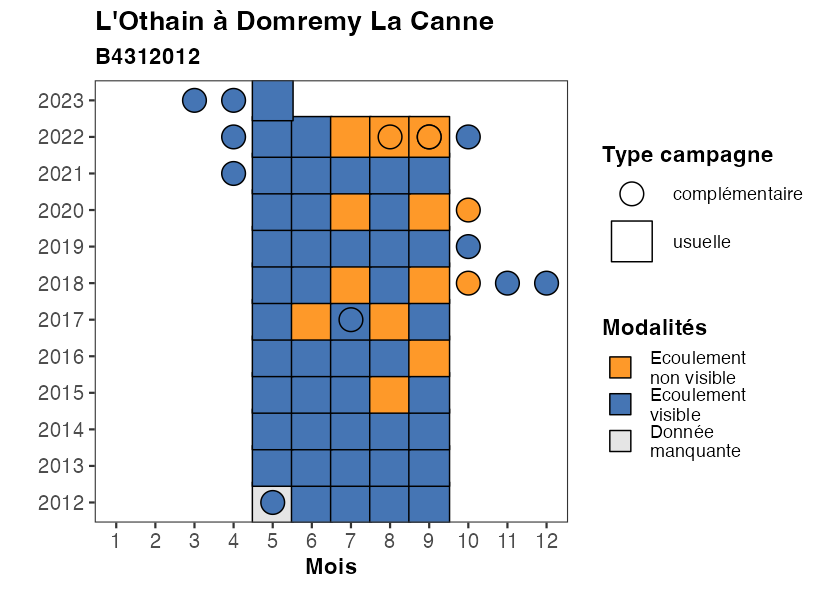 L'Othain à Domremy La Canne
B4312012
2023
2022
2021
2020
2019
2018
2017
2016
2015
2014
2013
2012
1 2 3 4 5 6 7 8 9 10 11 12
Mois
Type campagne
complémentaire
usuelle
Modalités
Ecoulement
non visible
Ecoulement
visible
Donnée
manquante